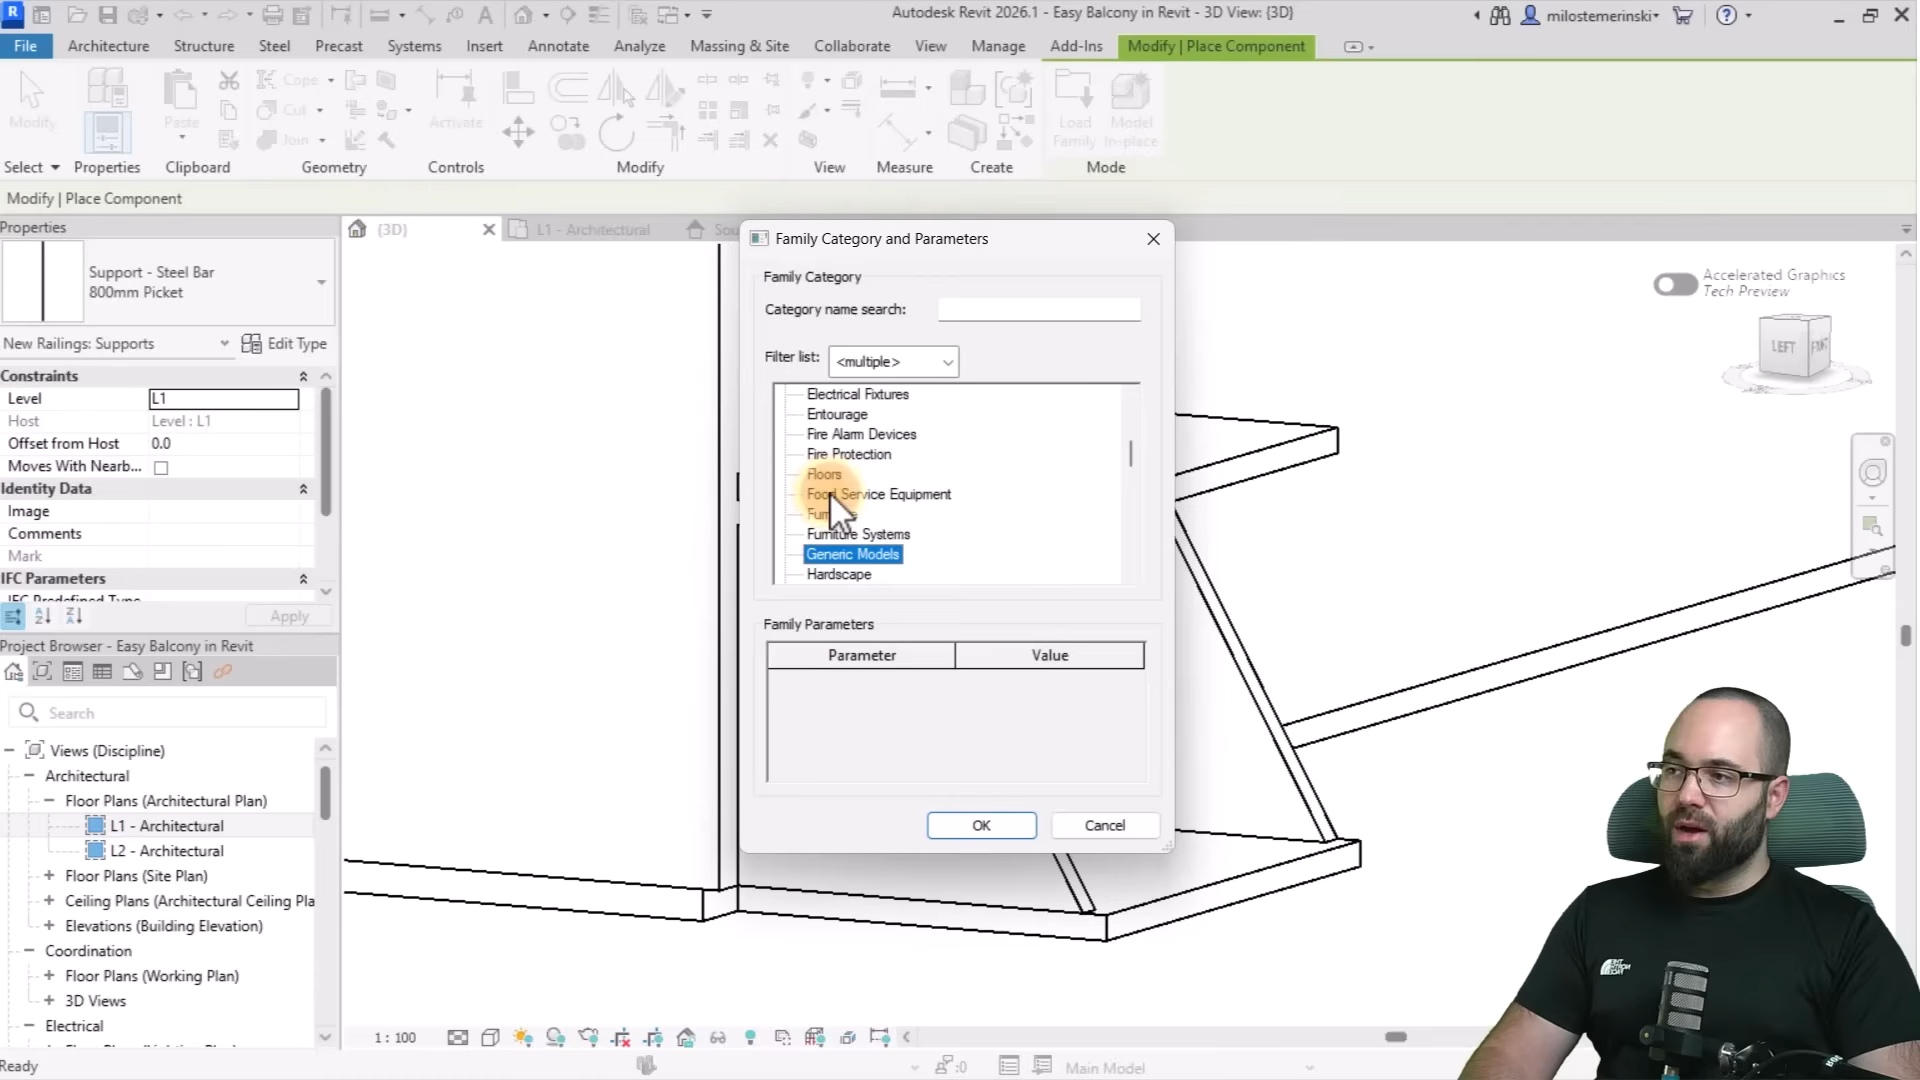 Autodesk Revit 2026.1 - Easy Balcony in Revit - 3D View: {3D}
milostemerinski
File
Architecture
Structure
Steel
Precast
Systems
Insert
Annotate
Analyze
Massing & Site
Collaborate
View
Manage
Add-Ins
Modify | Place Component
Modify
Paste
Cope
Cut
Join
Activate
Load Family
Model In-place
Select
Properties
Clipboard
Geometry
Controls
Modify
View
Measure
Create
Mode
Modify | Place Component
Properties
Support - Steel Bar
800mm Picket
New Railings: Supports
Edit Type
Constraints
Level L1
Host Level : L1
Offset from Host 0.0
Moves With Nearb...
Identity Data
Image
Comments
Mark
IFC Parameters
IFC Predefined Type
Apply
Project Browser - Easy Balcony in Revit
Search
Views (Discipline)
Architectural
Floor Plans (Architectural Plan)
L1 - Architectural
L2 - Architectural
Floor Plans (Site Plan)
Ceiling Plans (Architectural Ceiling Pla
Elevations (Building Elevation)
Coordination
Floor Plans (Working Plan)
3D Views
Electrical
{3D}
L1 - Architectural
Sou
Family Category and Parameters
Family Category
Category name search:
Filter list: <multiple>
Electrical Fixtures
Entourage
Fire Alarm Devices
Fire Protection
Floors
Food Service Equipment
Furniture Systems
Generic Models
Hardscape
Family Parameters
Parameter Value
OK Cancel
Accelerated Graphics
Tech Preview
LEFT
1 : 100
Ready
:0
Main Model